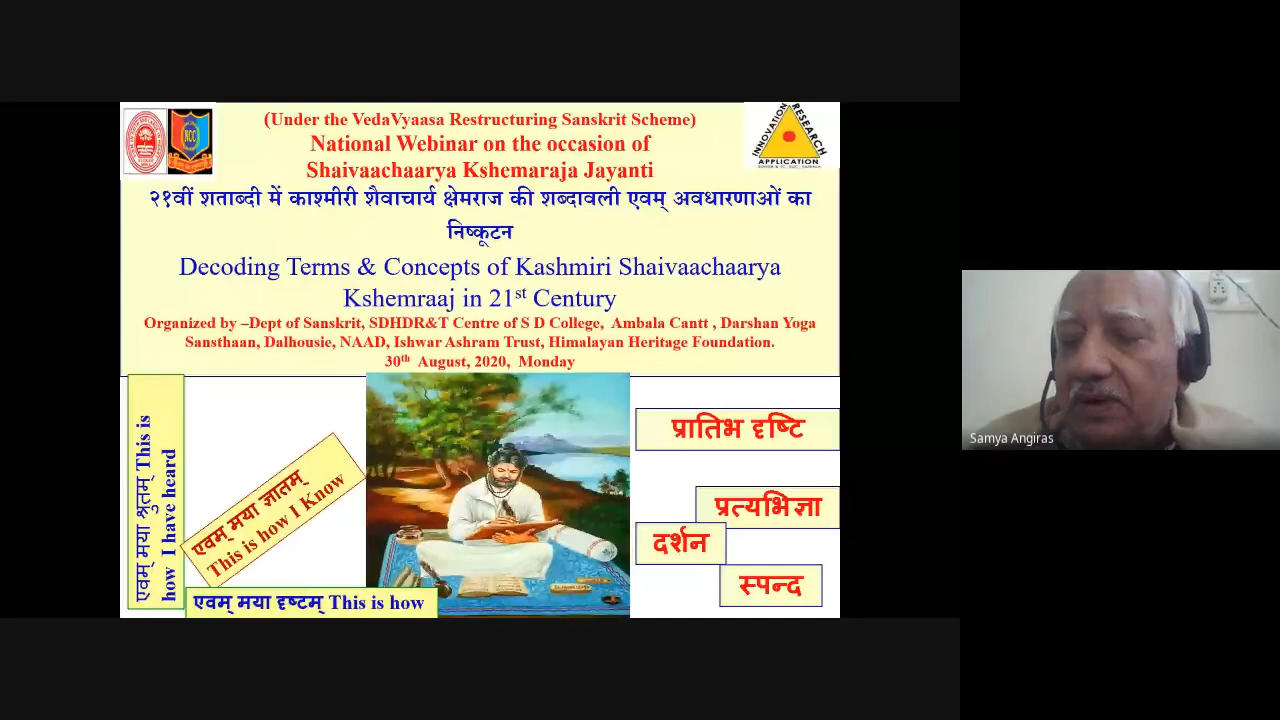 (Under the VedaVyaasa Restructuring Sanskrit Scheme)
National Webinar on the occasion of
Shaivaachaarya Kshemaraja Jayanti
२१वीं शताब्दी में काश्मीरी शैवाचार्य क्षेमराज की शब्दावली एवम् अवधारणाओं का
निष्कूटन
Decoding Terms & Concepts of Kashmiri Shaivaachaarya
Kshemraaj in 21st Century
Organized by –Dept of Sanskrit, SDHDR&T Centre of S D College, Ambala Cantt , Darshan Yoga
Sansthaan, Dalhousie, NAAD, Ishwar Ashram Trust, Himalayan Heritage Foundation.
30th August, 2020, Monday
NCC
INNOVATION RESEARCH
APPLICATION
एवम् मया श्रुतम् This is
how I have heard
एवम् मया ज्ञातम्
This is how I Know
एवम् मया दृष्टम् This is how
प्रातिभ दृष्टि
प्रत्यभिज्ञा
दर्शन
स्पन्द
Samya Angiras